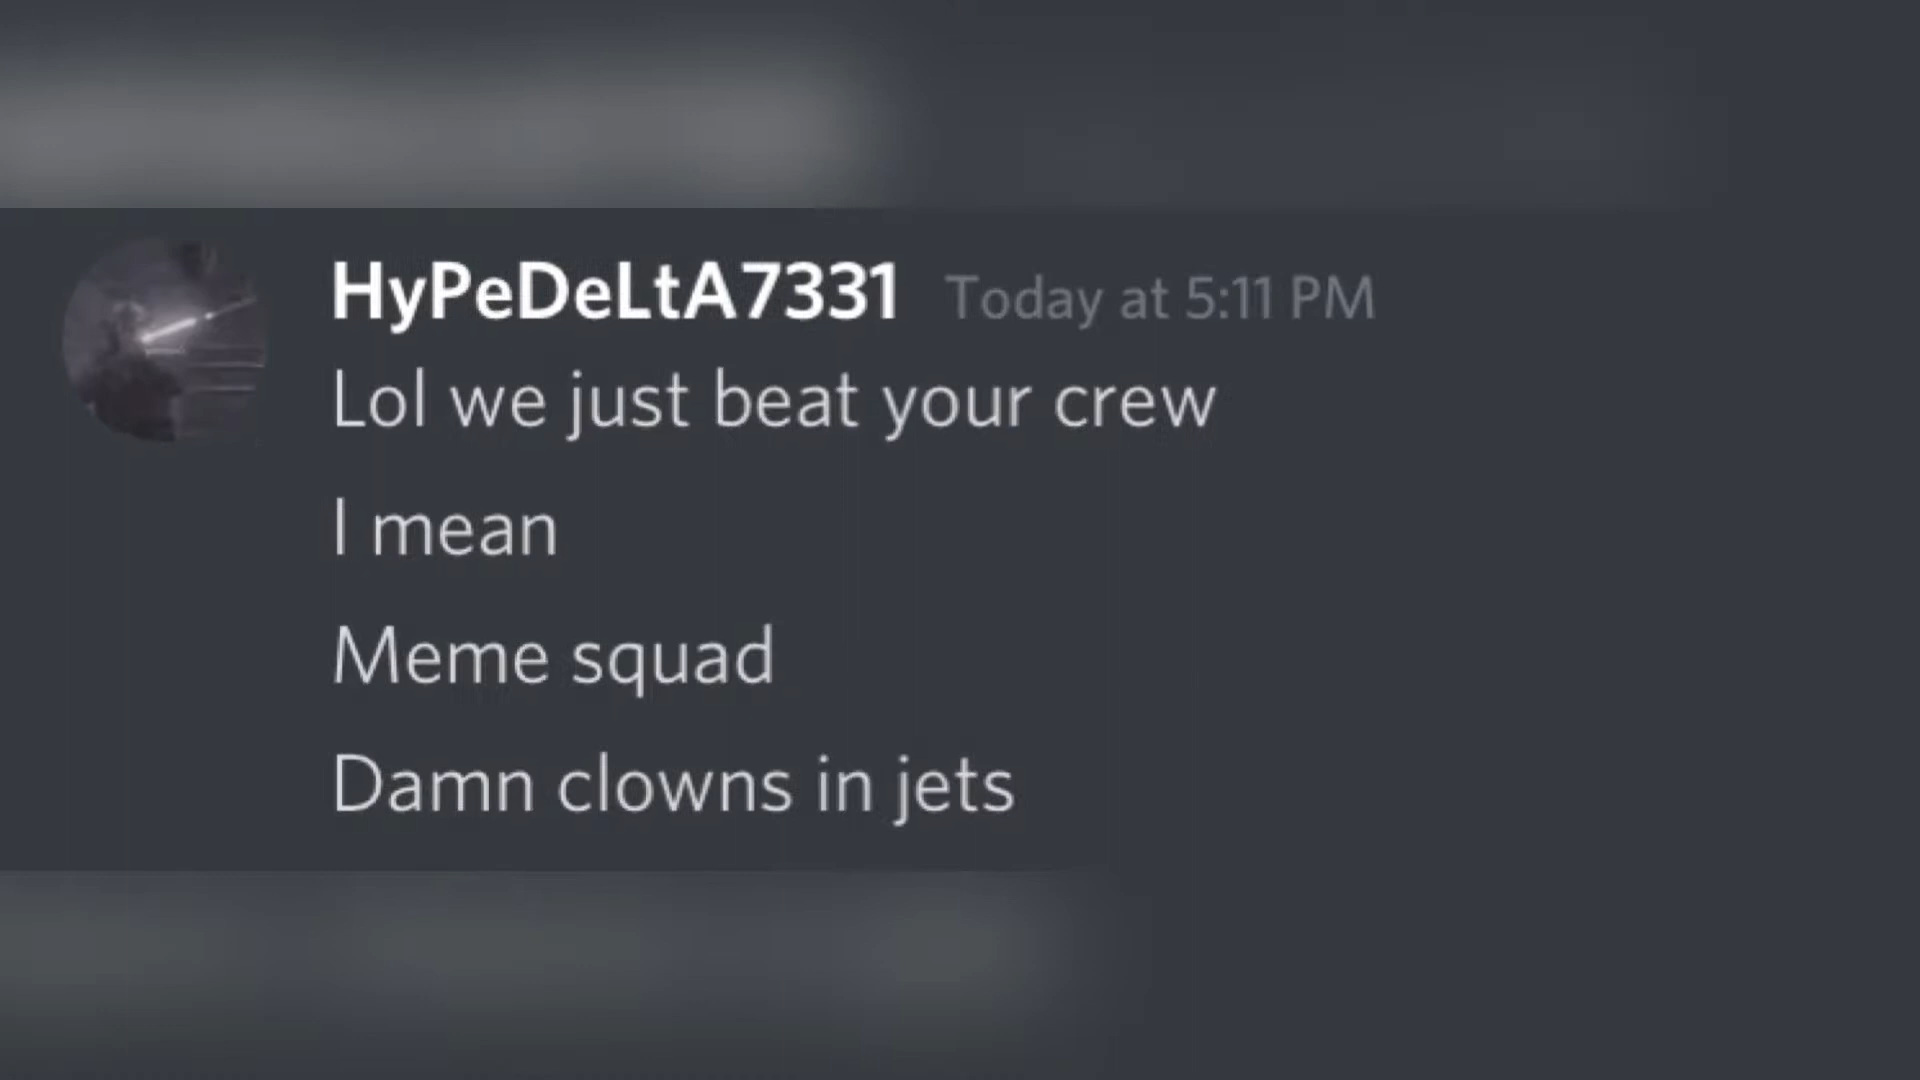 HyPeDeLtA7331 Today at 5:11 PM
Lol we just beat your crew
I mean
Meme squad
Damn clowns in jets